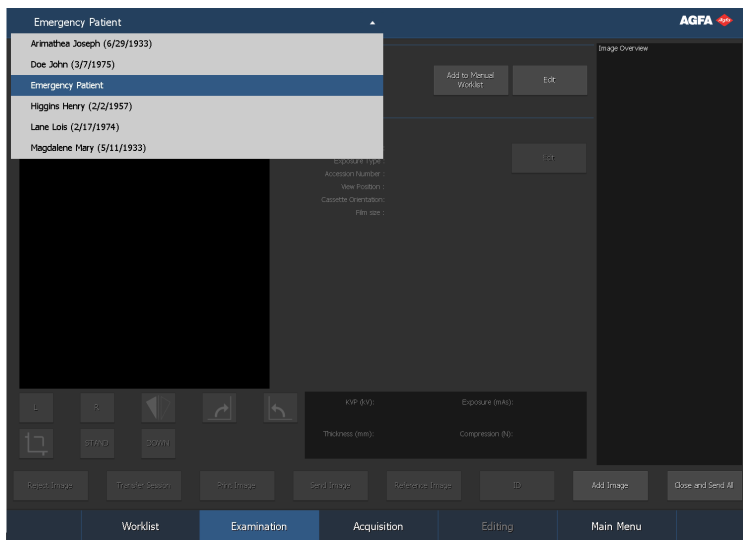 Emergency Patient
AGFA
Arimathea Joseph (6/29/1933)
Doe John (3/7/1975)
Emergency Patient
Higgins Henry (2/2/1957)
Lane Lois (2/17/1974)
Magdalene Mary (5/11/1933)
Add to Manual
Worklist
Edit
Image Overview
Exposure Type :
Accession Number :
View Position :
Cassette Orientation:
Film size :
Edit
L
R
STAND
DOWN
KVP (kV):
Exposure (mAs):
Thickness (mm):
Compression (N):
Reject Image
Transfer Session
Print Image
Send Image
Reference Image
ID
Add Image
Close and Send All
Worklist
Examination
Acquisition
Editing
Main Menu